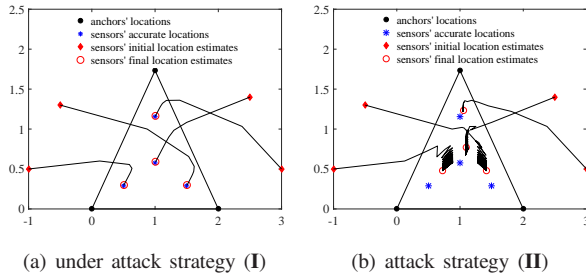 2.5
anchors' locations
sensors' accurate locations
sensors' initial location estimates
sensors' final location estimates
2
1.5
1
0.5
0
-1
0
1
2
3
(a) under attack strategy (I)
2.5
anchors' locations
sensors' accurate locations
sensors' initial location estimates
sensors' final location estimates
2
1.5
1
0.5
0
-1
0
1
2
3
(b) attack strategy (II)